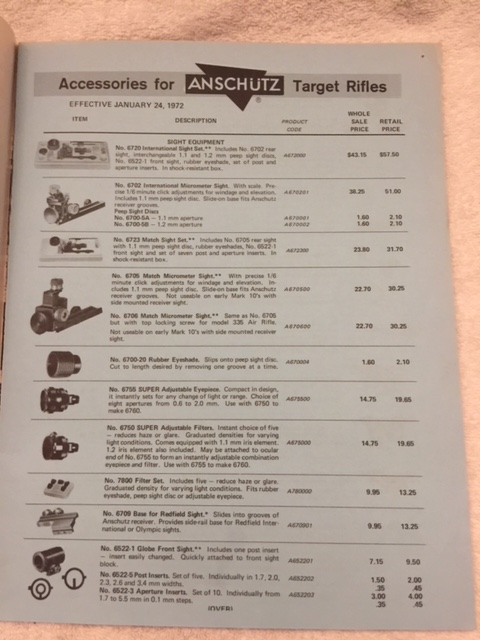 Accessories for ANSCHÜTZ Target Rifles
®
EFFECTIVE JANUARY 24, 1972
ITEM DESCRIPTION PRODUCT CODE WHOLE SALE PRICE RETAIL PRICE
SIGHT EQUIPMENT
No. 6720 International Sight Set.** Includes No. 6702 rear
sight, interchangeable 1.1 and 1.2 mm peep sight discs, A672000 $43.15 $57.50
No. 6522-1 front sight, rubber eyeshade, set of post and
aperture inserts. In shock-resistant box.
No. 6702 International Micrometer Sight. With scale. Pre-
cise 1/6 minute click adjustments for windage and elevation. A670201 38.25 51.00
Includes 1.1 mm peep sight disc. Slide-on base fits Anschutz
receiver grooves.
Peep Sight Discs
No. 6700-5A – 1.1 mm aperture A670061 1.60 2.10
No. 6700-5B – 1.2 mm aperture A670062 1.60 2.10
No. 6723 Match Sight Set.** Includes No. 6705 rear sight
with 1.1 mm peep sight disc, rubber eyeshades, No. 6522-1 A672300 23.80 31.70
front sight and set of seven post and aperture inserts. In
shock-resistant box.
No. 6705 Match Micrometer Sight.** With precise 1/6
minute click adjustments for windage and elevation. In-
cludes 1.1 mm peep sight disc. Slide-on base fits Anschutz A670500 22.70 30.25
receiver grooves. Not useable on early Mark 10's with side
mounted receiver sight.
No. 6706 Match Micrometer Sight.** Same as No. 6705
but with top locking screw for model 335 Air Rifle. A670600 22.70 30.25
Not useable on early Mark 10's with side mounted receiver
sight.
No. 6700-20 Rubber Eyeshade. Slips onto peep sight disc. A670004 1.60 2.10
Cut to length desired by removing one groove at a time.
No. 6755 SUPER Adjustable Eyepiece. Compact in design,
it instantly sets for any change of light or range. Choice of A675500 14.75 19.65
eight apertures from 0.6 to 2.0 mm. Use with 6750 to
make 6760.
No. 6750 SUPER Adjustable Filters. Instant choice of five
– reduces haze or glare. Graduated densities for varying
light conditions. Comes equipped with 1.1 mm iris element. A675000 14.75 19.65
1.2 iris element also included. May be attached to ocular
end of No. 6755 to form an instantly adjustable combination
eyepiece and filter. Use with 6755 to make 6760.
No. 7800 Filter Set. Includes five – reduce haze or glare.
Graduated density for varying light conditions. Fits rubber A780000 9.95 13.25
eyeshade, peep sight disc or adjustable eyepiece.
No. 6709 Base for Redfield Sight.* Slides into grooves of
Anschutz receiver. Provides side-rail base for Redfield Inter- A670901 9.95 13.25
national or Olympic sights.
No. 6522-1 Globe Front Sight.** Includes one post insert
– insert easily changed. Quickly attached to front sight A652201 7.15 9.50
block.
No. 6522-5 Post Inserts. Set of five. Individually in 1.7, 2.0, A652202 1.50 2.00
2.3, 2.6 and 3.4 mm widths. .35 .45
No. 6522-3 Aperture Inserts. Set of 10. Individually from A652203 3.00 4.00
1.7 to 5.5 mm in 0.1 mm steps. .35 .45
(OVER)